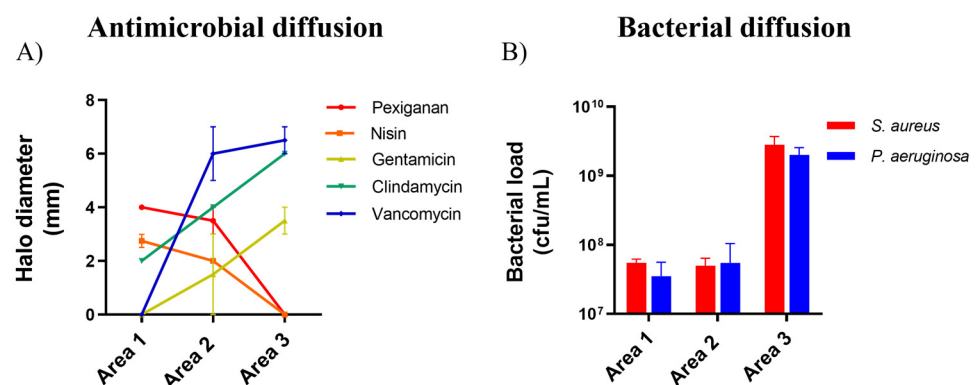 Antimicrobial diffusion
A)
Halo diameter
(mm)
8
6
4
2
0
Area 1
Area 2
Area 3
Pexiganan
Nisin
Gentamicin
Clindamycin
Vancomycin
Bacterial diffusion
B)
Bacterial load
(cfu/mL)
10¹⁰
10⁹
10⁸
10⁷
Area 1
Area 2
Area 3
S. aureus
P. aeruginosa